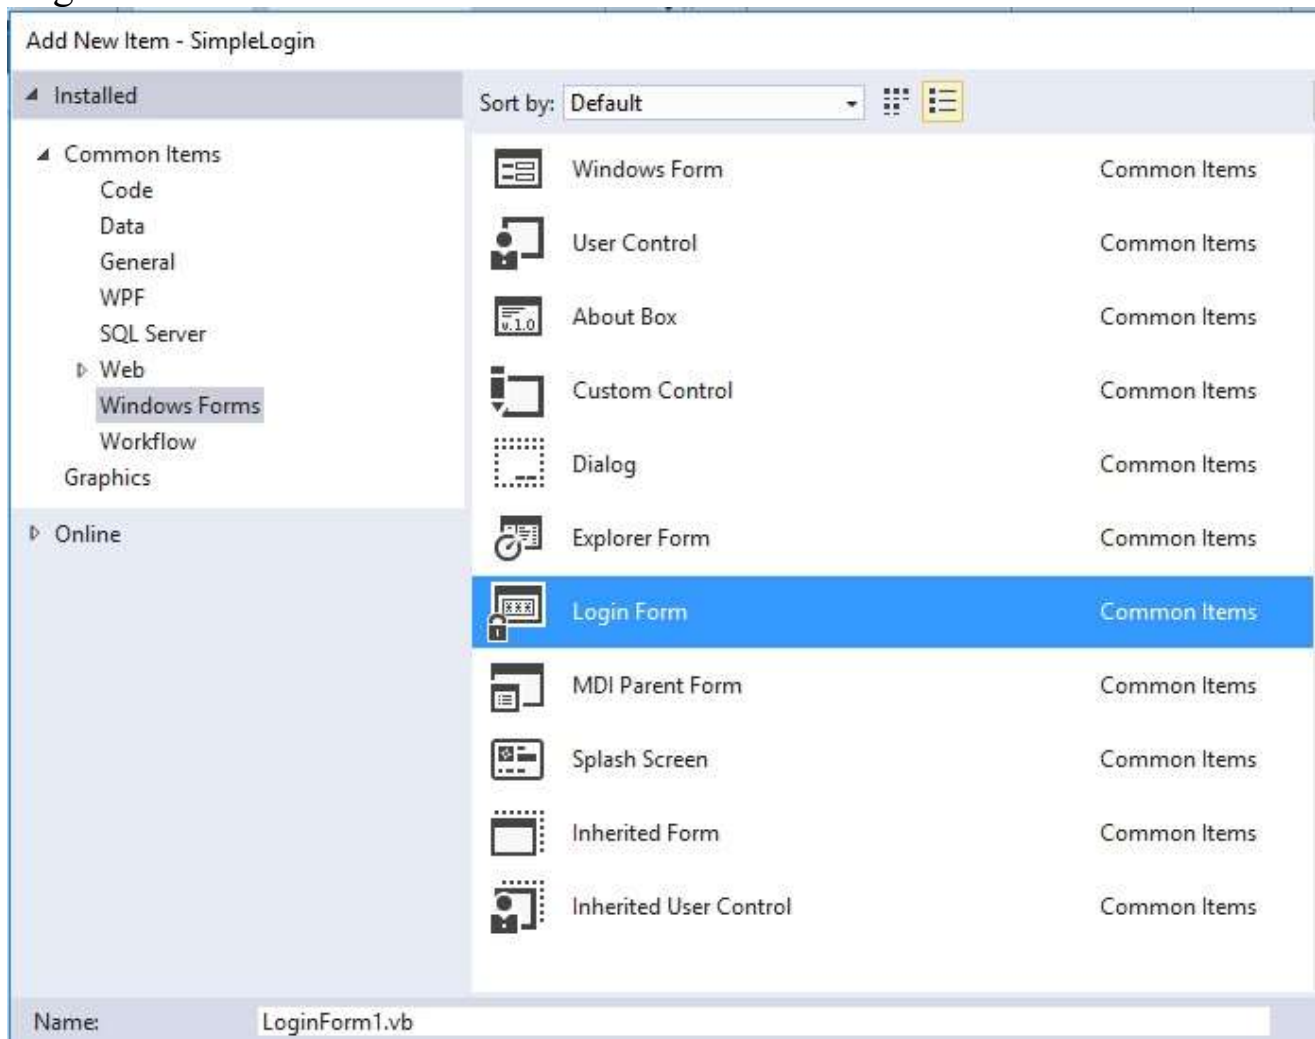 Add New Item - SimpleLogin
Installed
Common Items
Code
Data
General
WPF
SQL Server
Web
Windows Forms
Workflow
Graphics
Online
Sort by: Default
Windows Form Common Items
User Control Common Items
v.1.0
About Box Common Items
Custom Control Common Items
Dialog Common Items
Explorer Form Common Items
Login Form Common Items
MDI Parent Form Common Items
Splash Screen Common Items
Inherited Form Common Items
Inherited User Control Common Items
Name: LoginForm1.vb